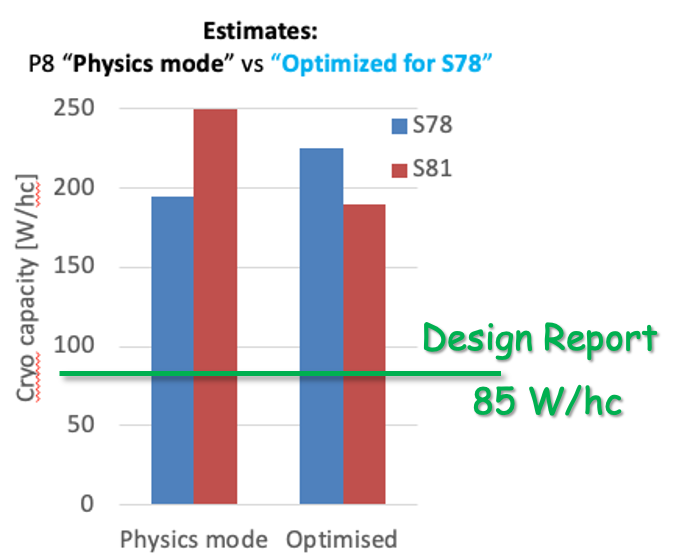 Estimates:
P8 “Physics mode” vs “Optimized for S78”
Cryo capacity [W/hc]
250
200
150
100
50
0
S78
S81
Design Report
85 W/hc
Physics mode
Optimised